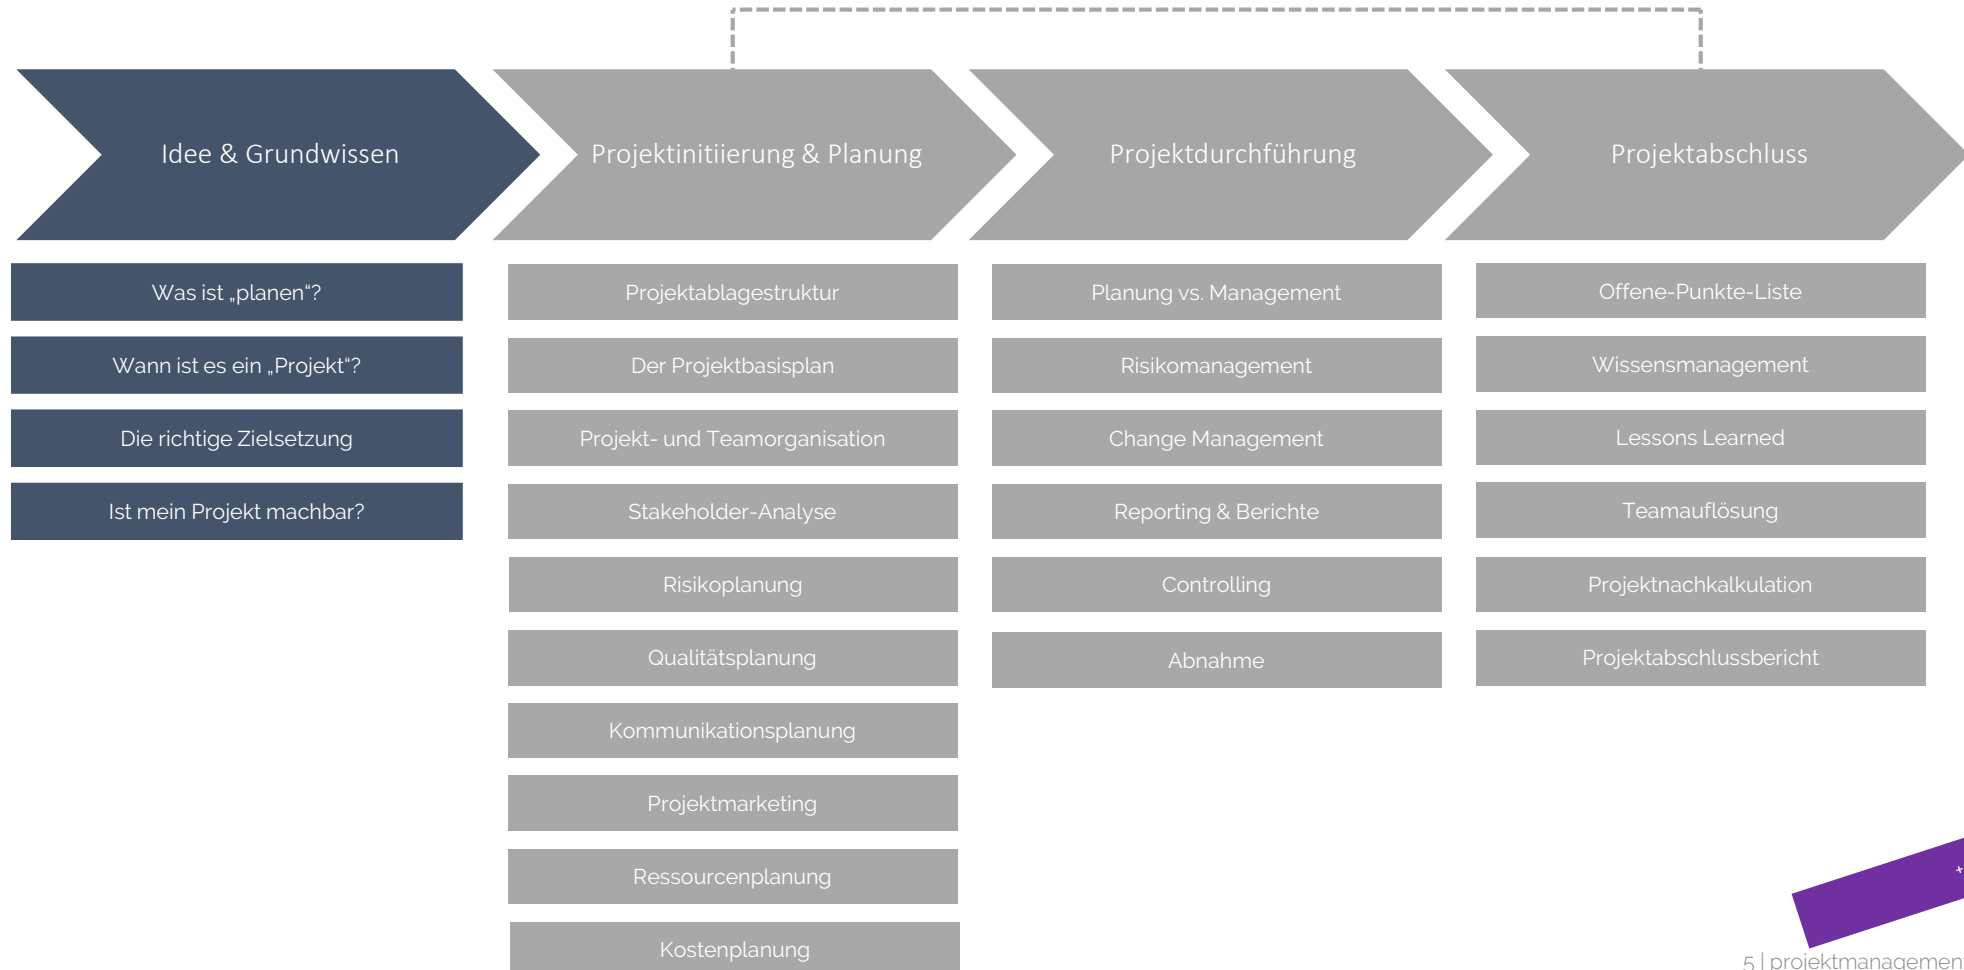 Idee & Grundwissen
Projektinitiierung & Planung
Projektdurchführung
Projektabschluss
Was ist „planen“?
Wann ist es ein „Projekt“?
Die richtige Zielsetzung
Ist mein Projekt machbar?
Projektablagestruktur
Der Projektbasisplan
Projekt- und Teamorganisation
Stakeholder-Analyse
Risikoplanung
Qualitätsplanung
Kommunikationsplanung
Projektmarketing
Ressourcenplanung
Kostenplanung
Planung vs. Management
Risikomanagement
Change Management
Reporting & Berichte
Controlling
Abnahme
Offene-Punkte-Liste
Wissensmanagement
Lessons Learned
Teamauflösung
Projektnachkalkulation
Projektabschlussbericht
+
5 | projektmanagement